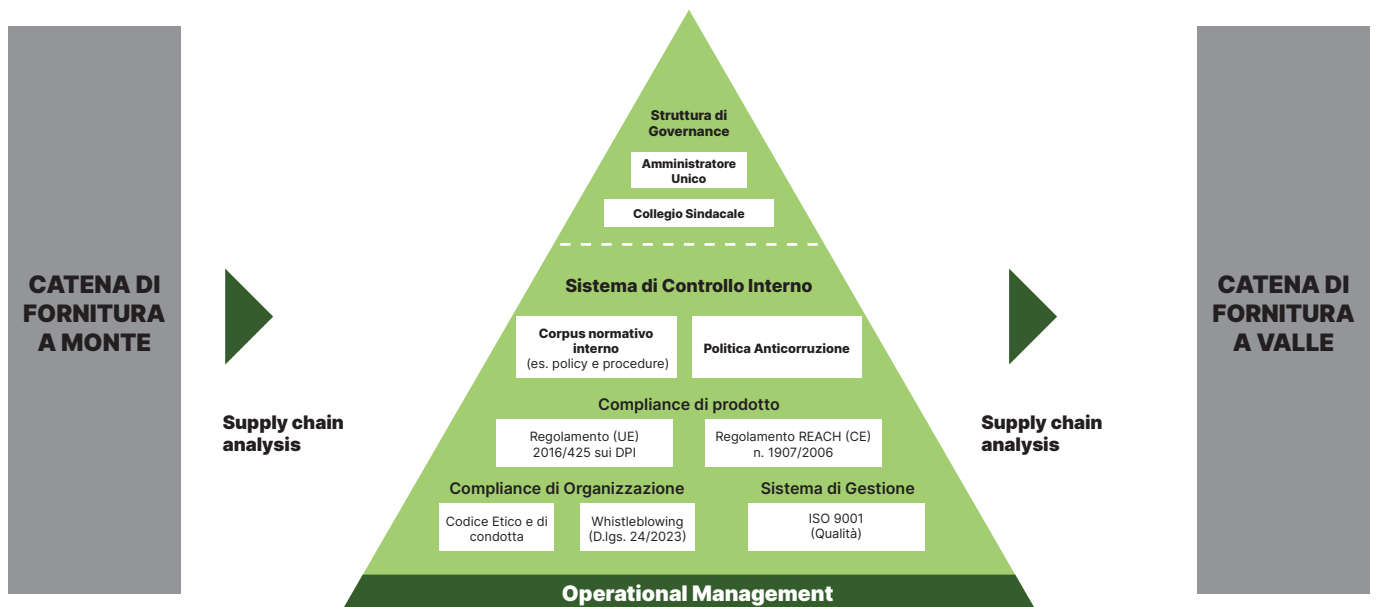 CATENA DI
FORNITURA
A MONTE
Supply chain
analysis
Struttura di
Governance
Amministratore
Unico
Collegio Sindacale
Sistema di Controllo Interno
Corpus normativo
interno
(es. policy e procedure)
Politica Anticorruzione
Compliance di prodotto
Regolamento (UE)
2016/425 sui DPI
Regolamento REACH (CE)
n. 1907/2006
Compliance di Organizzazione
Codice Etico e di
condotta
Whistleblowing
(D.lgs. 24/2023)
Sistema di Gestione
ISO 9001
(Qualità)
Operational Management
Supply chain
analysis
CATENA DI
FORNITURA
A VALLE